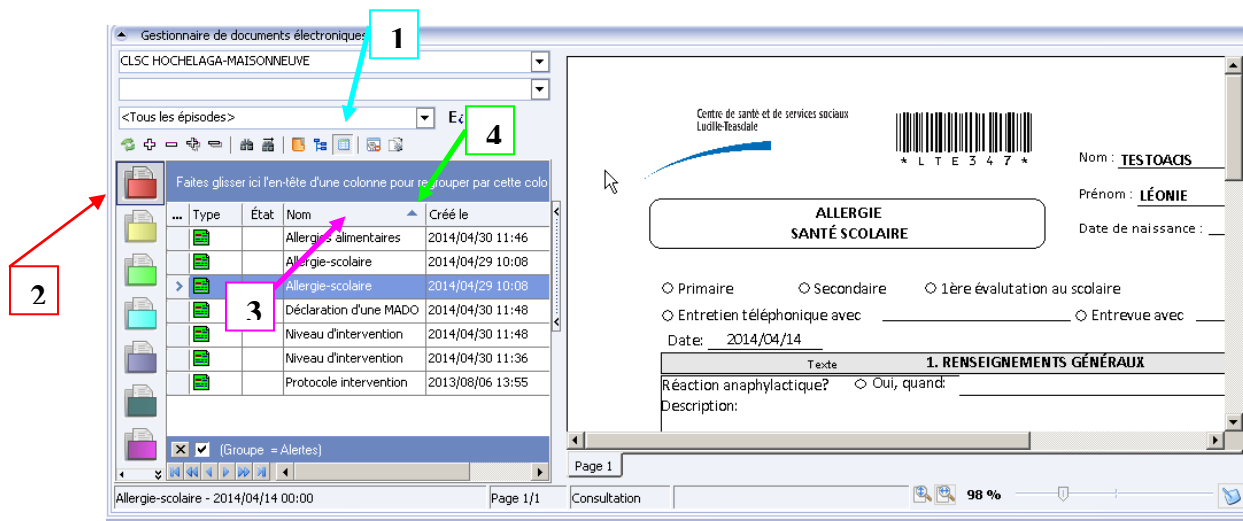 Gestionnaire de documents électroniques
1
CLSC HOCHELAGA-MAISONNEUVE
<Tous les épisodes>
4
2
Faites glisser ici l'en-tête d'une colonne pour regrouper par cette colo
... Type État Nom Créé le
Allergies alimentaires 2014/04/30 11:46
Allergie-scolaire 2014/04/29 10:08
> Allergie-scolaire 2014/04/29 10:08
3
Déclaration d'une MADO 2014/04/30 11:48
Niveau d'intervention 2014/04/30 11:48
Niveau d'intervention 2014/04/30 11:36
Protocole intervention 2013/08/06 13:55
(Groupe = Alertes)
Allergie-scolaire - 2014/04/14 00:00 Page 1/1 Consultation 98 %
Centre de santé et de services sociaux
Lucille-Teasdale
* L T E 3 4 7 *
Nom : TESTOACIS
Prénom : LÉONIE
Date de naissance :
ALLERGIE
SANTÉ SCOLAIRE
Primaire Secondaire 1ère évalutation au scolaire
Entretien téléphonique avec Entrevue avec
Date: 2014/04/14
Texte 1. RENSEIGNEMENTS GÉNÉRAUX
Réaction anaphylactique? Oui, quand:
Description:
Page 1